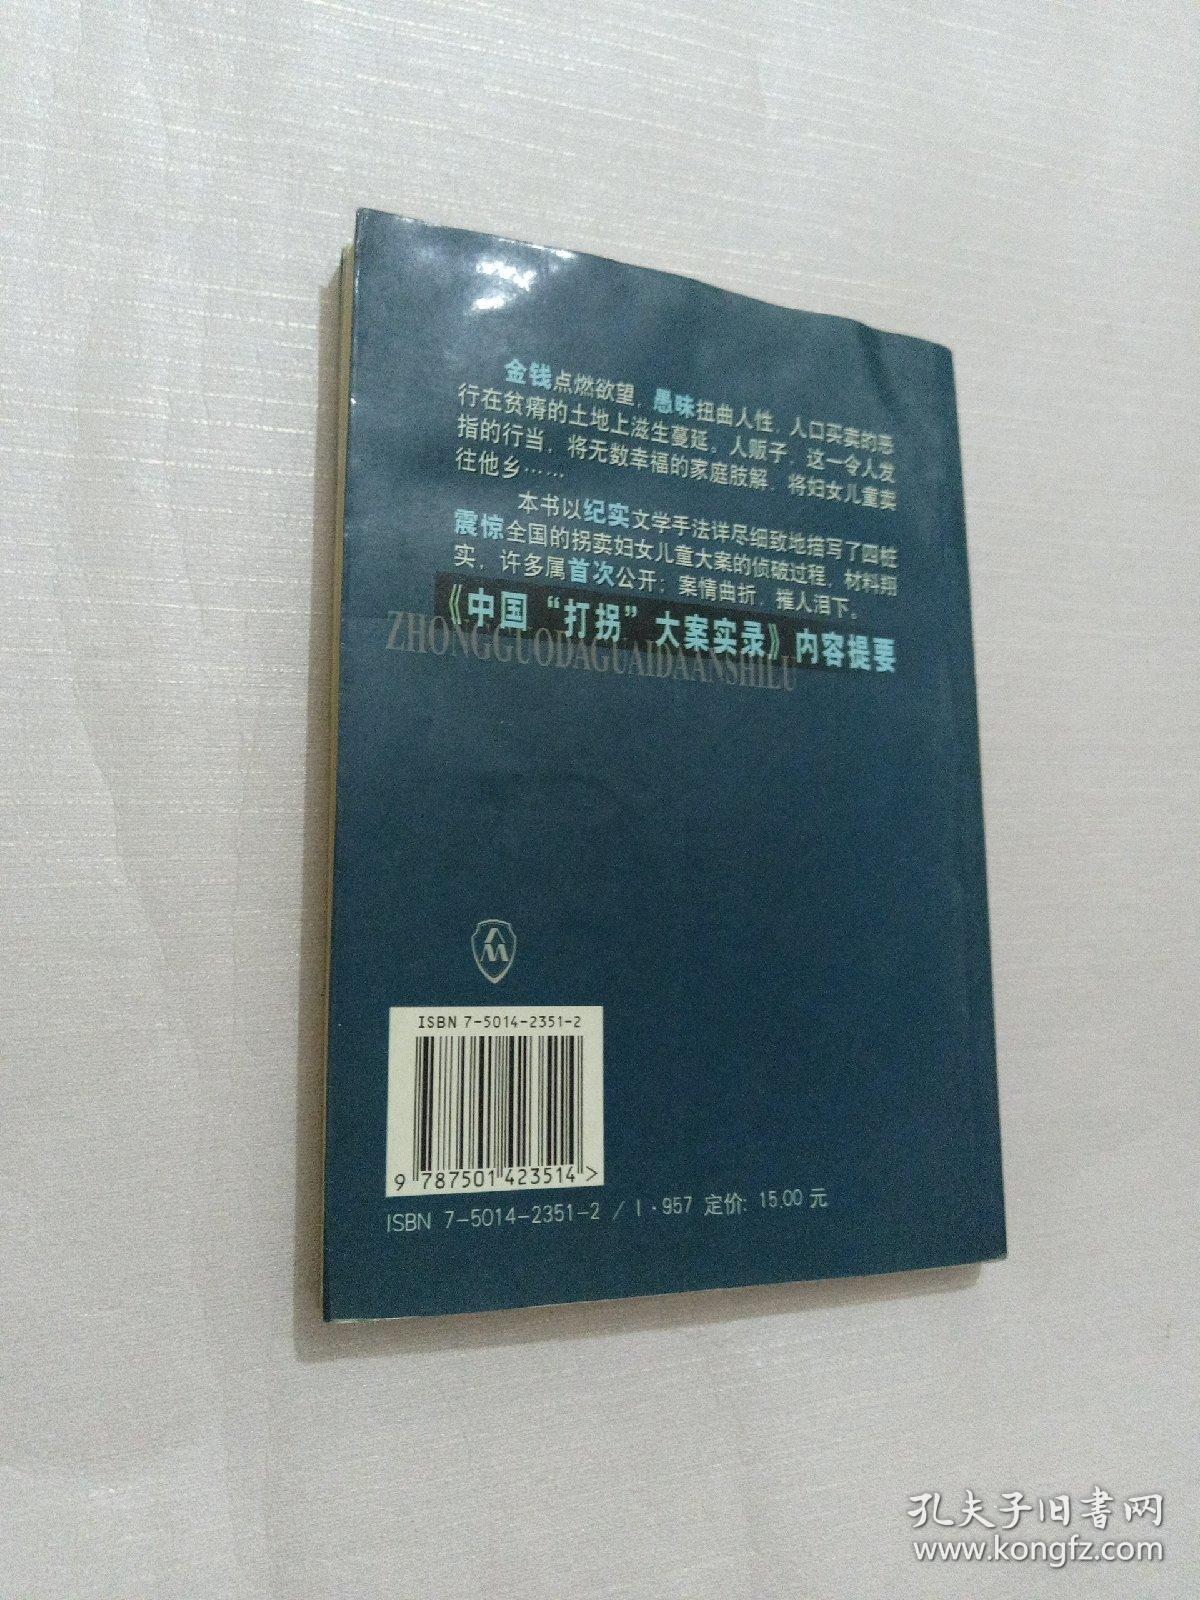 金钱点燃欲望，愚昧扭曲人性，人口买卖的恶
行在贫瘠的土地上滋生蔓延。人贩子，这一令人发
指的行当，将无数幸福的家庭肢解，将妇女儿童卖
往他乡……
本书以纪实文学手法详尽细致地描写了四桩
震惊全国的拐卖妇女儿童大案的侦破过程，材料翔
实，许多属首次公开；案情曲折，摧人泪下。
《中国“打拐”大案实录》内容提要
ZHONGGUODAGUAIDAANSHILU
ISBN 7-5014-2351-2
9 787501 423514 >
ISBN 7-5014-2351-2 / I·957 定价: 15.00 元
孔夫子旧书网
www.kongfz.com